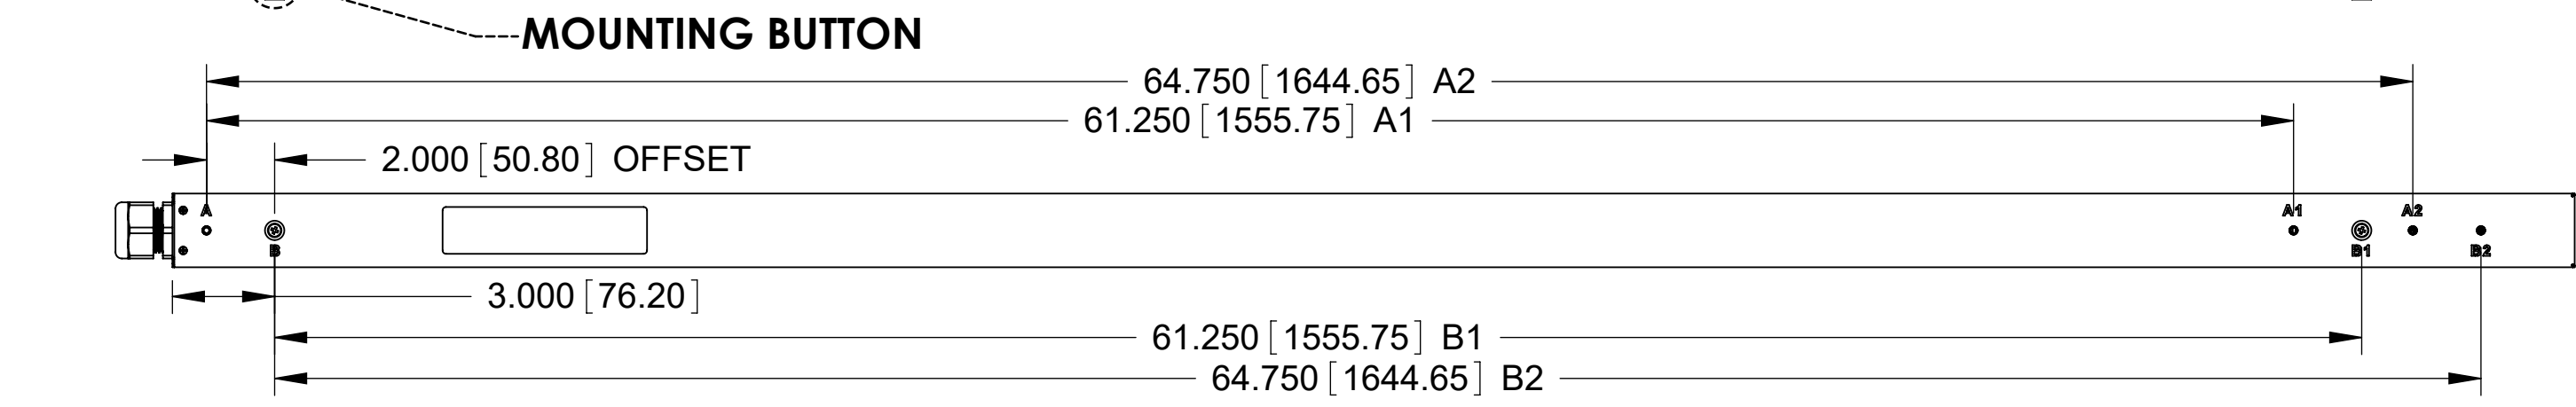 MOUNTING BUTTON
64.750 [1644.65] A2
61.250 [1555.75] A1
2.000 [50.80] OFFSET
A A1 A2
B B1 B2
3.000 [76.20]
61.250 [1555.75] B1
64.750 [1644.65] B2